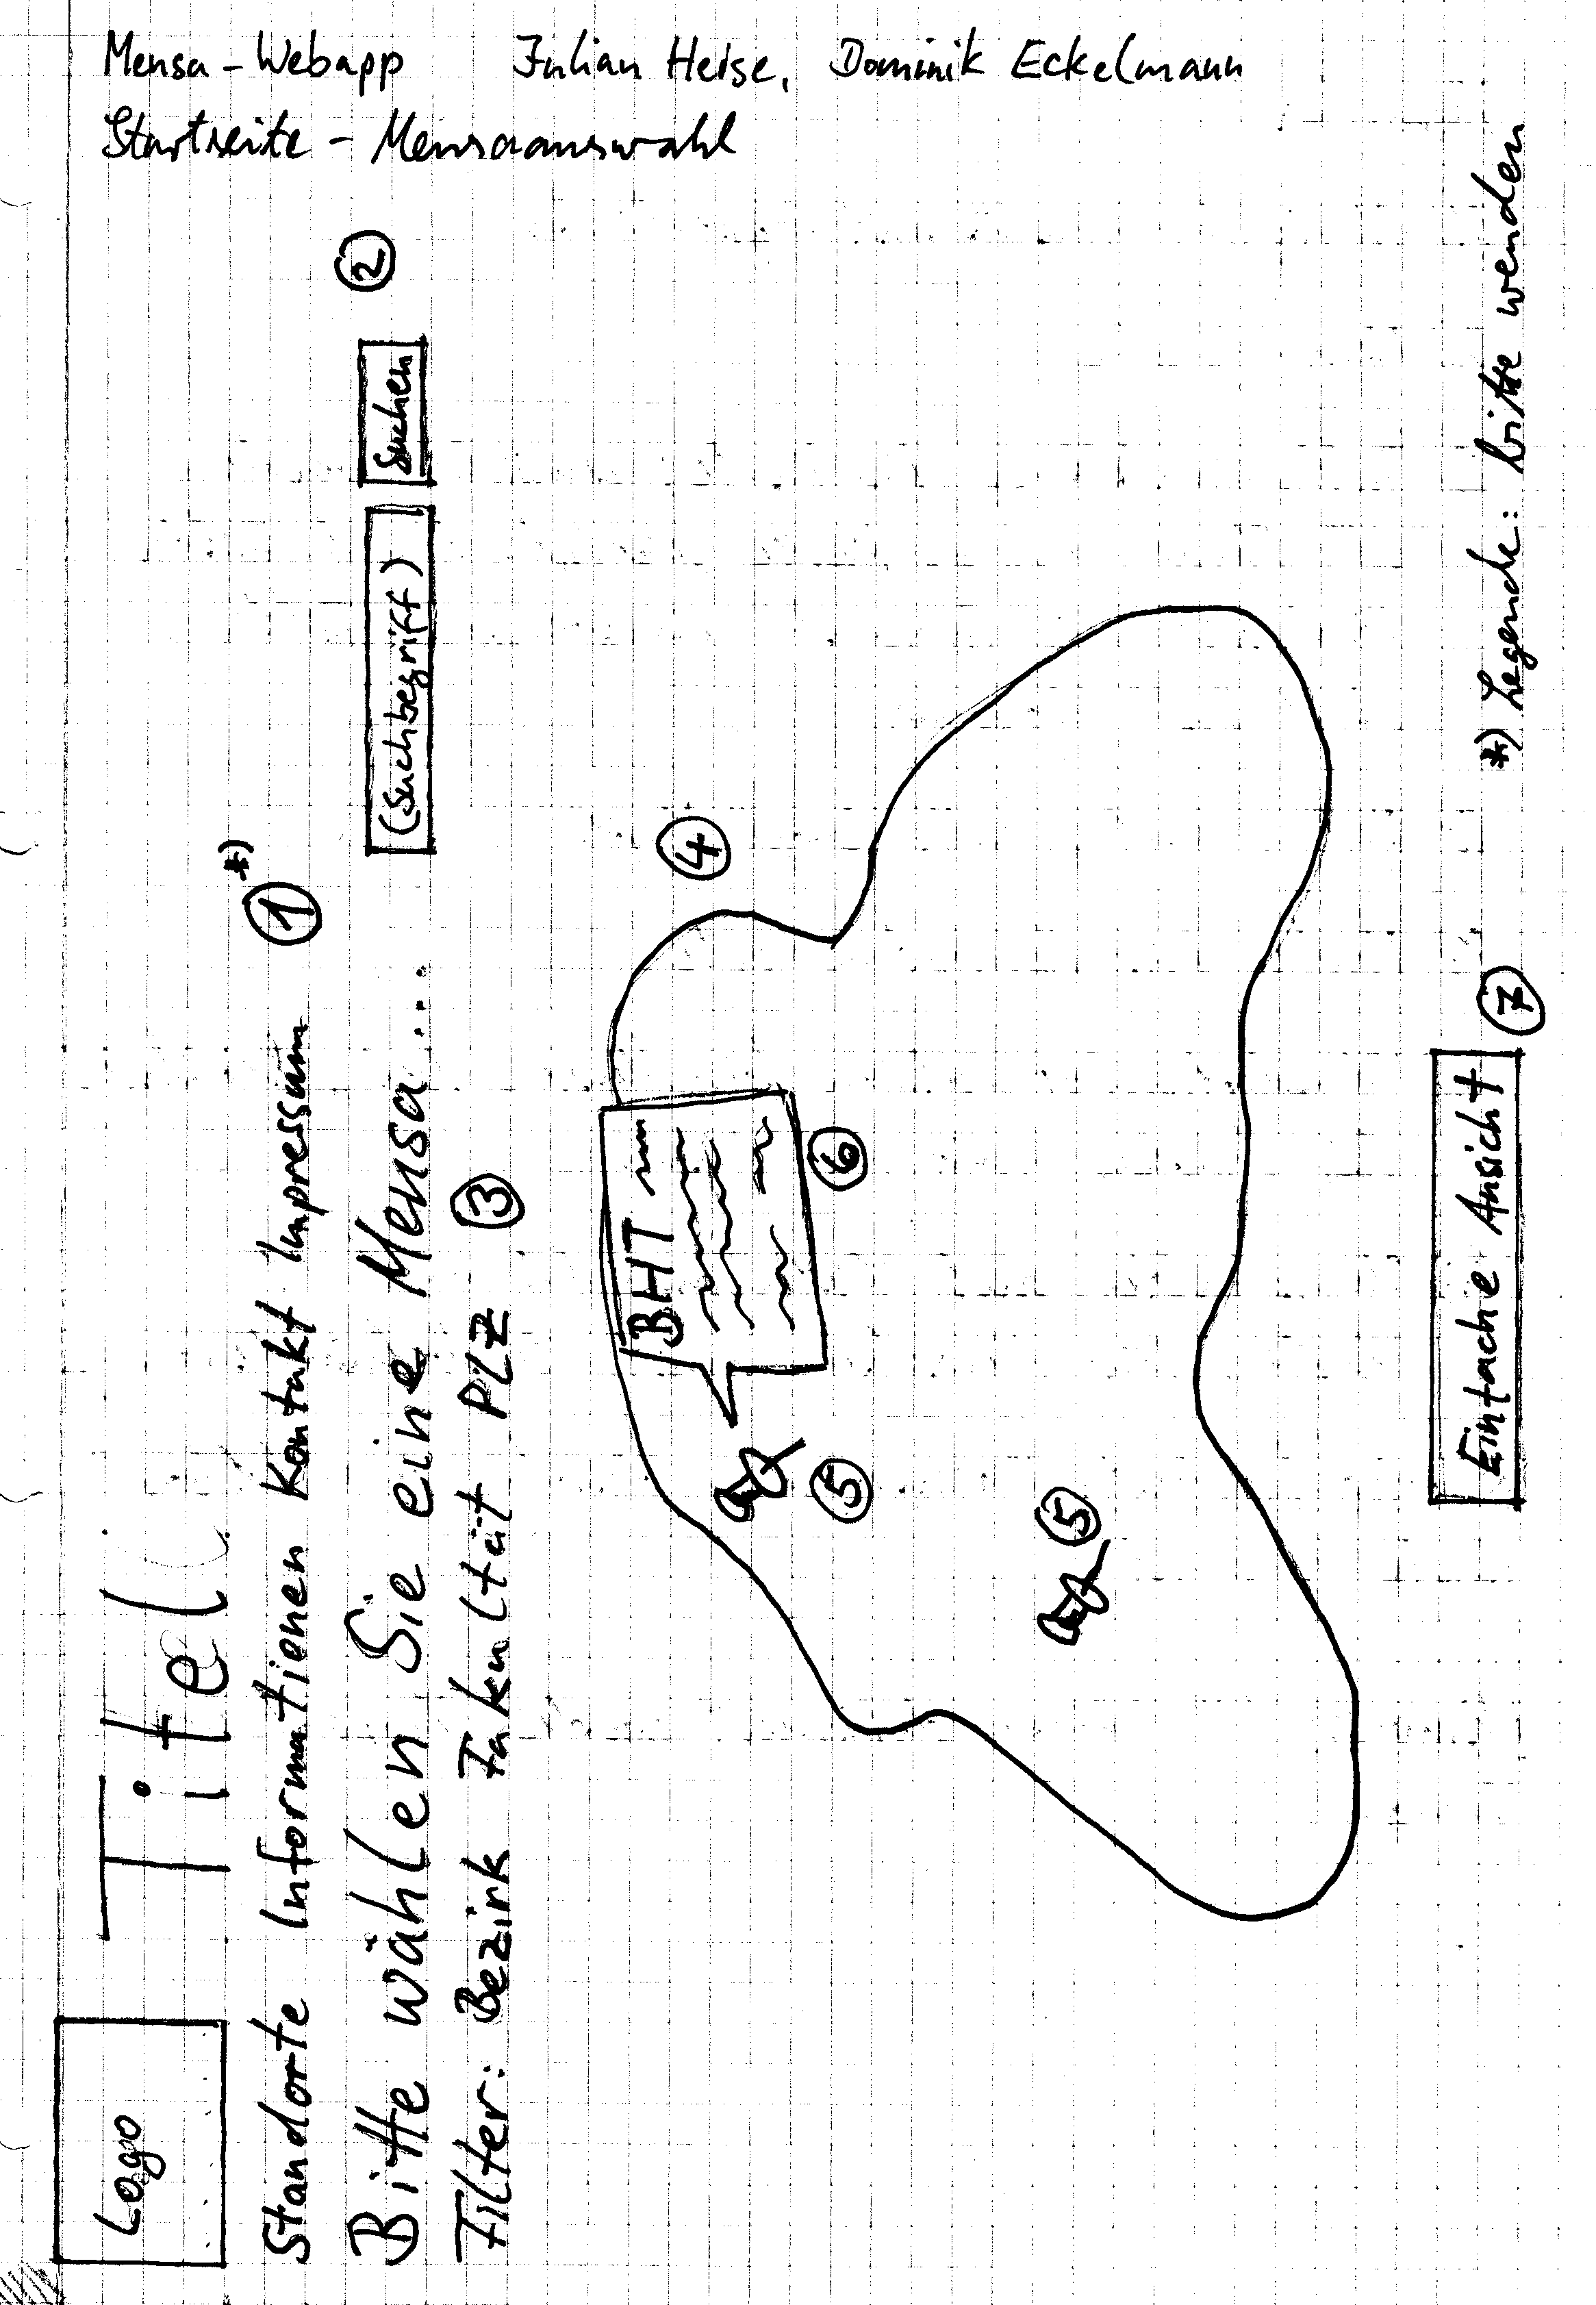 Mensa-Webapp Julian Heise, Dominik Eckelmann
Startseite - Mensaauswahl
Logo
Titel
Standorte Informationen Kontakt Impressum 1 *)
Bitte wählen Sie eine Mensa...
(Suchbegriff) Suchen 2
Filter: Bezirk Fakultät PLZ 3
4
BHT
6
5
5
Einfache Ansicht 7
*) Legende: bitte wenden